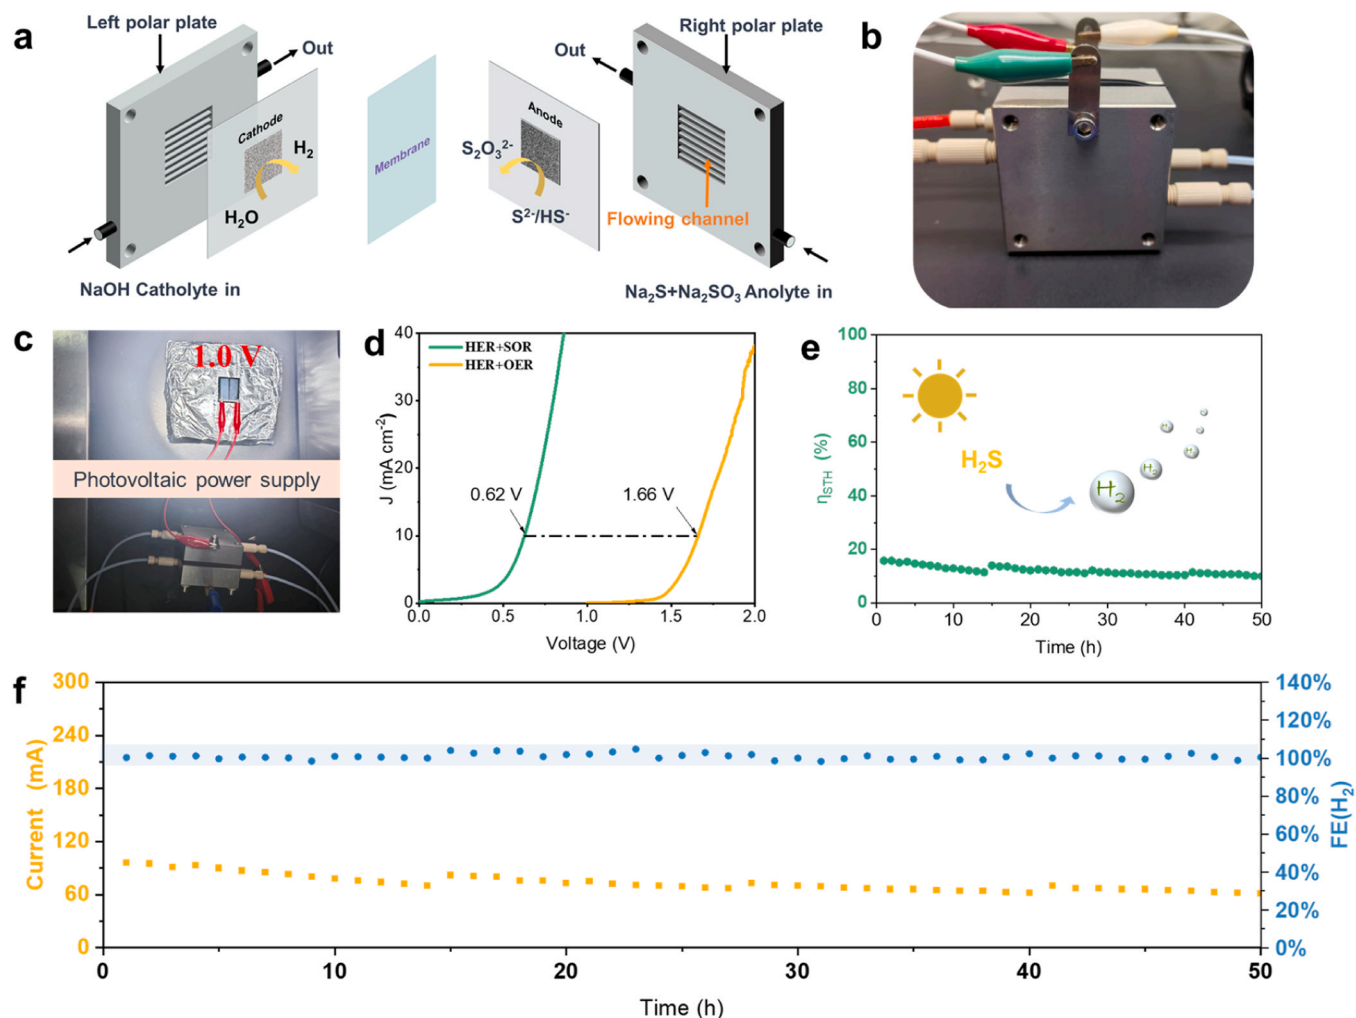 a
Left polar plate
Out
Cathode
H₂
H₂O
NaOH Catholyte in
Membrane
Anode
S₂O₃²⁻
S²⁻/HS⁻
Right polar plate
Out
Flowing channel
Na₂S+Na₂SO₃ Anolyte in
b
c
1.0 V
Photovoltaic power supply
d
HER+SOR
HER+OER
0.62 V
1.66 V
J (mA cm⁻²)
40
30
20
10
0
0.0 0.5 1.0 1.5 2.0
Voltage (V)
e
H₂S
H₂
H₂
ηSTH (%)
100
80
60
40
20
0
0 10 20 30 40 50
Time (h)
f
Current (mA)
300
240
180
120
60
0
FE(H₂)
140%
120%
100%
80%
60%
40%
20%
0%
0 10 20 30 40 50
Time (h)